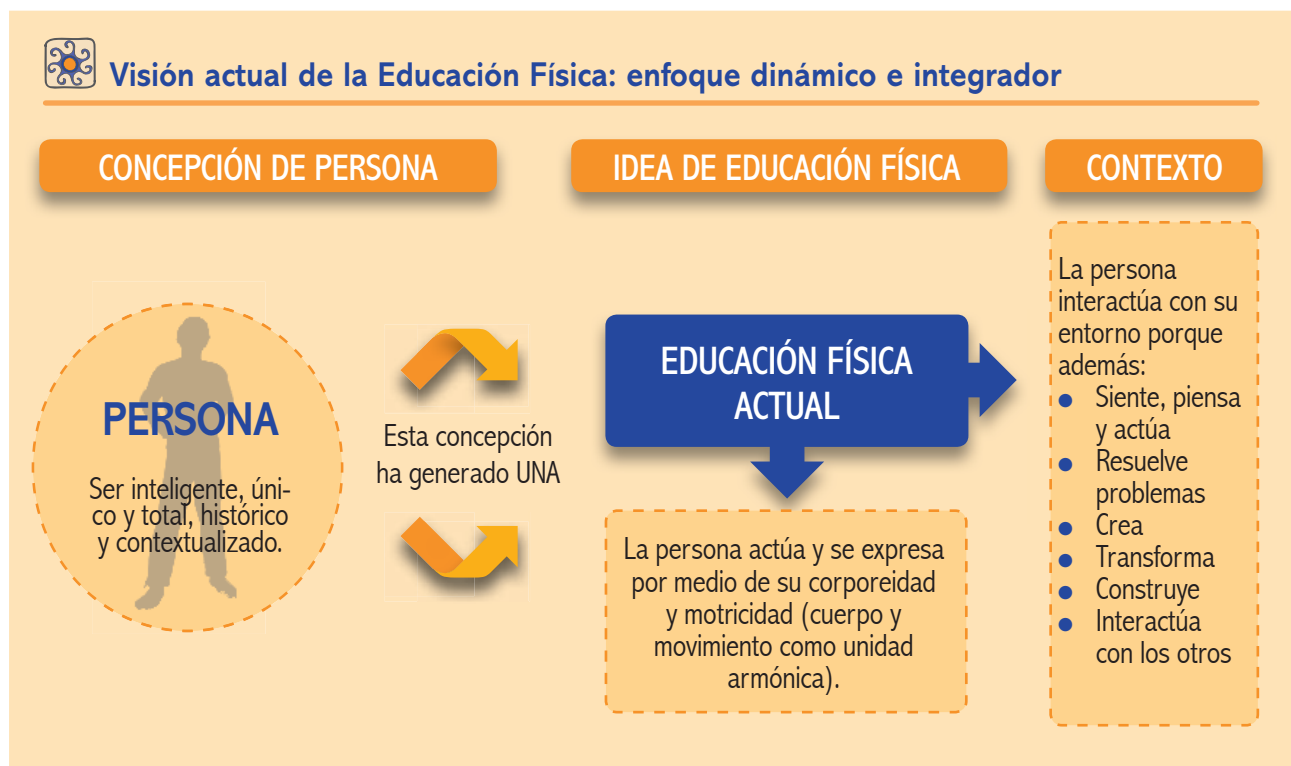 Visión actual de la Educación Física: enfoque dinámico e integrador
CONCEPCIÓN DE PERSONA
IDEA DE EDUCACIÓN FÍSICA
CONTEXTO
PERSONA
Ser inteligente, úni-
co y total, histórico
y contextualizado.
Esta concepción
ha generado UNA
EDUCACIÓN FÍSICA
ACTUAL
La persona actúa y se expresa
por medio de su corporeidad
y motricidad (cuerpo y
movimiento como unidad
armónica).
La persona
interactúa con su
entorno porque
además:
● Siente, piensa
y actúa
● Resuelve
problemas
● Crea
● Transforma
● Construye
● Interactúa
con los otros